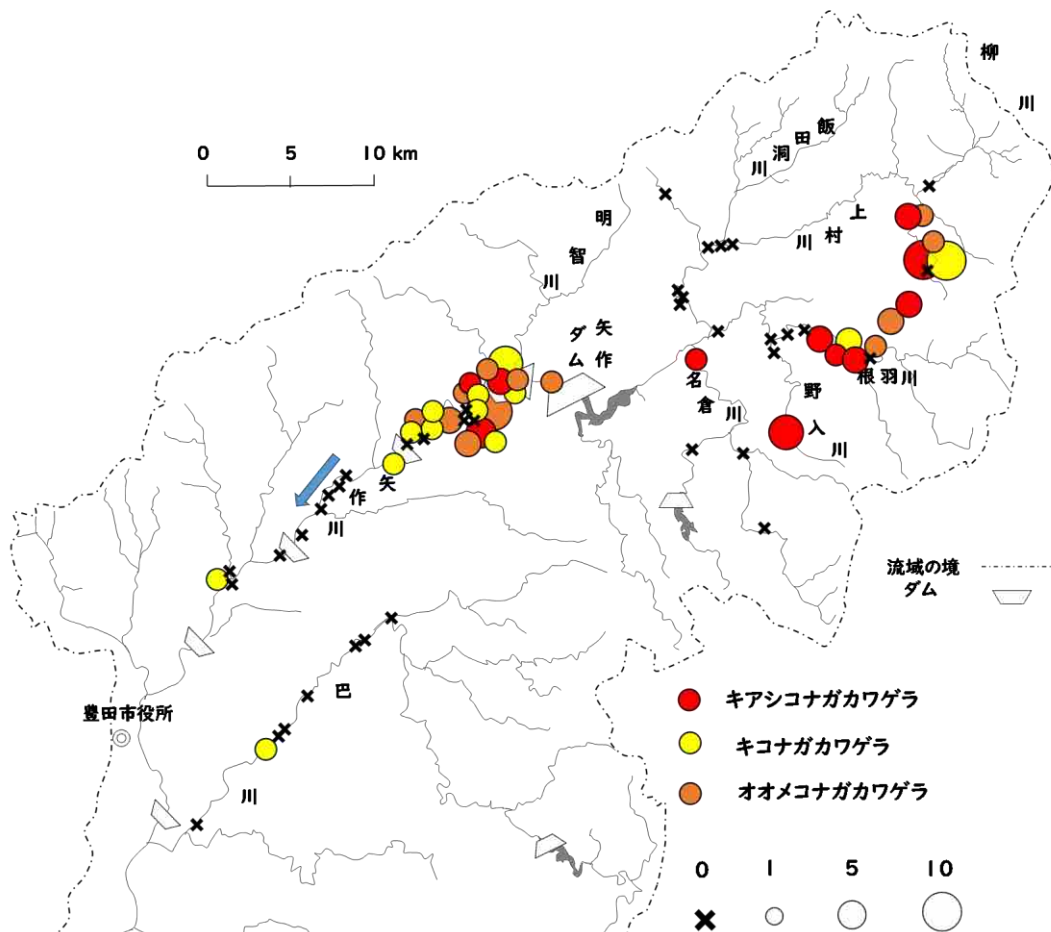 柳川
飯田洞川
上村川
明智川
0 5 10 km
矢作ダム
名倉川
根羽川
野入川
矢作川
巴川
豊田市役所
流域の境
ダム
キアシコナガカワゲラ
キコナガカワゲラ
オオメコナガカワゲラ
0 1 5 10